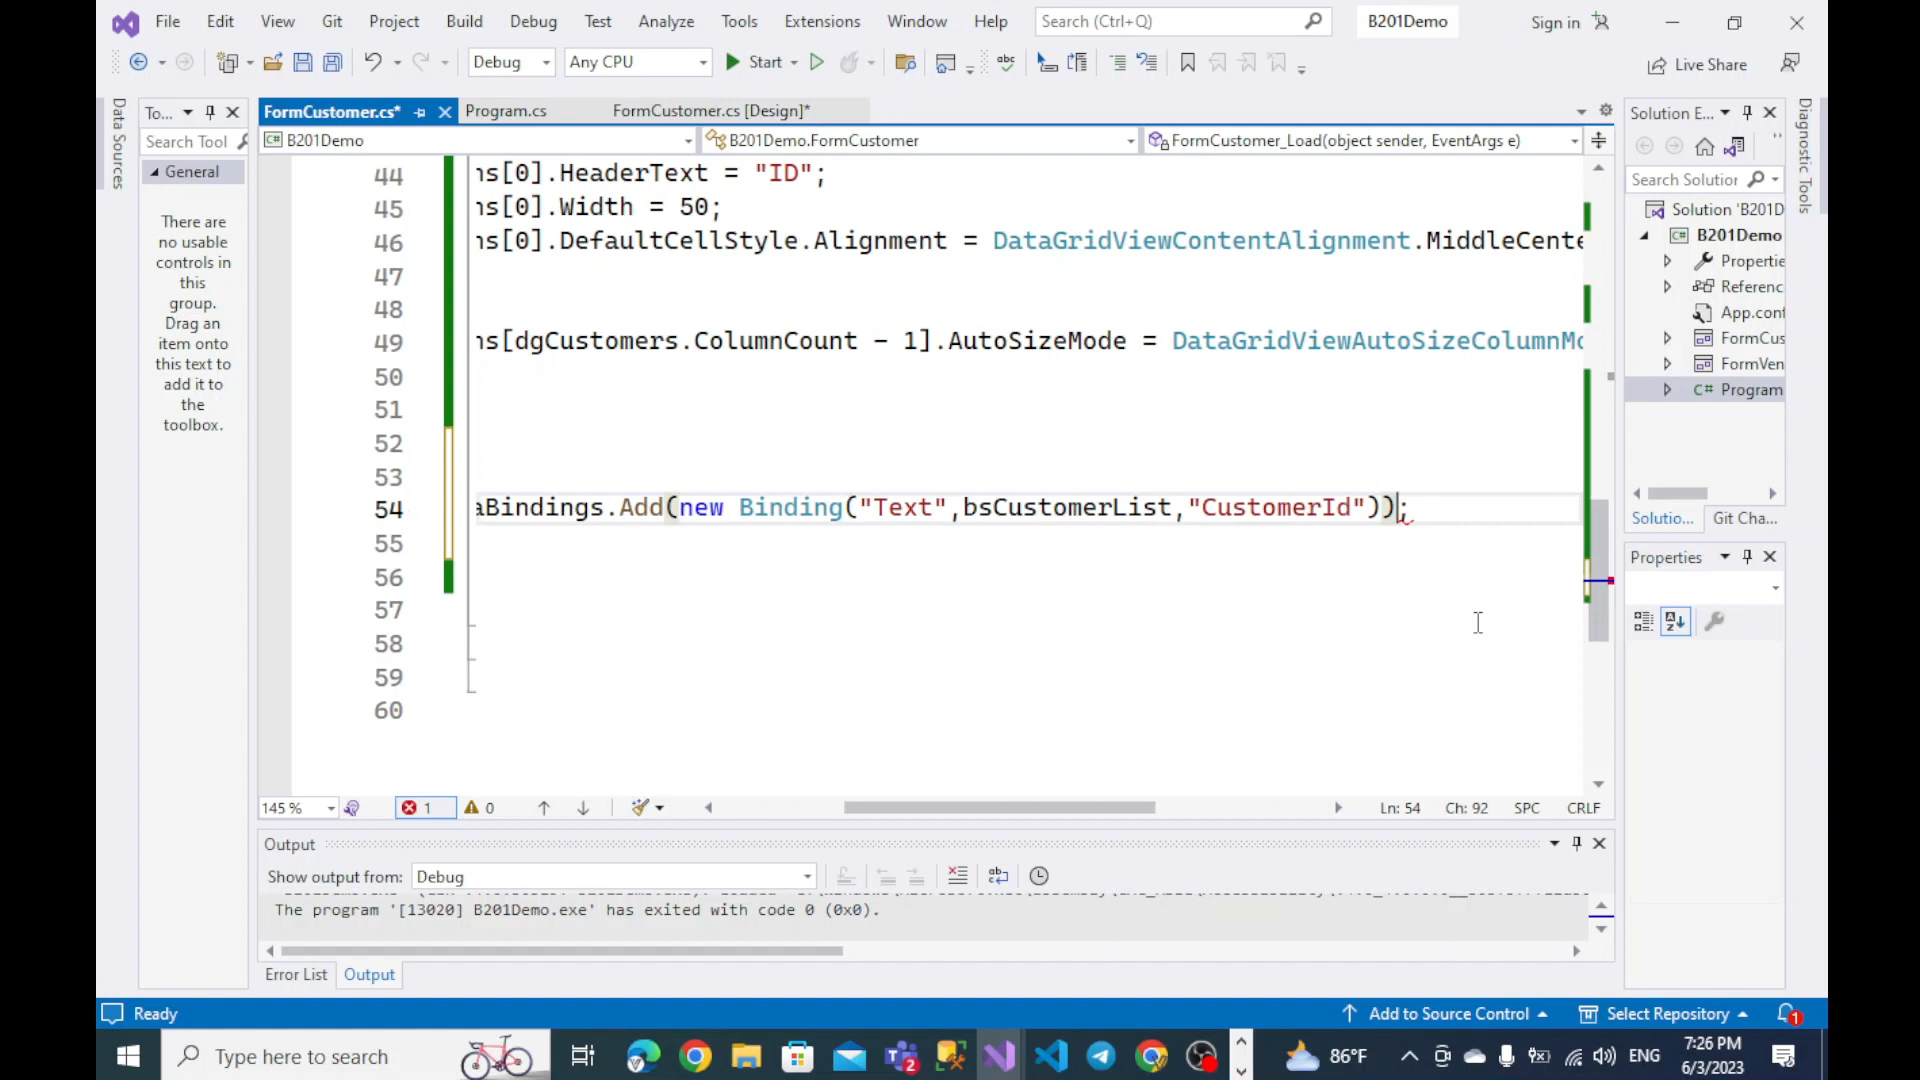 File Edit View Git Project Build Debug Test Analyze Tools Extensions Window Help Search (Ctrl+Q) B201Demo Sign in
Debug Any CPU Start Live Share
Data Sources
To...
Search Tool
General
There are
no usable
controls in
this
group.
Drag an
item onto
this text to
add it to
the
toolbox.
FormCustomer.cs* Program.cs FormCustomer.cs [Design]*
C# B201Demo B201Demo.FormCustomer FormCustomer_Load(object sender, EventArgs e)
44 ns[0].HeaderText = "ID";
45 ns[0].Width = 50;
46 ns[0].DefaultCellStyle.Alignment = DataGridViewContentAlignment.MiddleCente
47
48
49 ns[dgCustomers.ColumnCount - 1].AutoSizeMode = DataGridViewAutoSizeColumnMo
50
51
52
53
54 aBindings.Add(new Binding("Text",bsCustomerList,"CustomerId"));
55
56
57
58
59
60
145 % 1 0 Ln: 54 Ch: 92 SPC CRLF
Output
Show output from: Debug
The program '[13020] B201Demo.exe' has exited with code 0 (0x0).
Error List Output
Solution E...
Search Solution
Solution 'B201D
C# B201Demo
Propertie
Referenc
App.conf
FormCus
FormVen
C# Program
Solutio... Git Cha...
Properties
Diagnostic Tools
Ready Add to Source Control Select Repository 1
Type here to search 2 86°F ENG 7:26 PM
6/3/2023